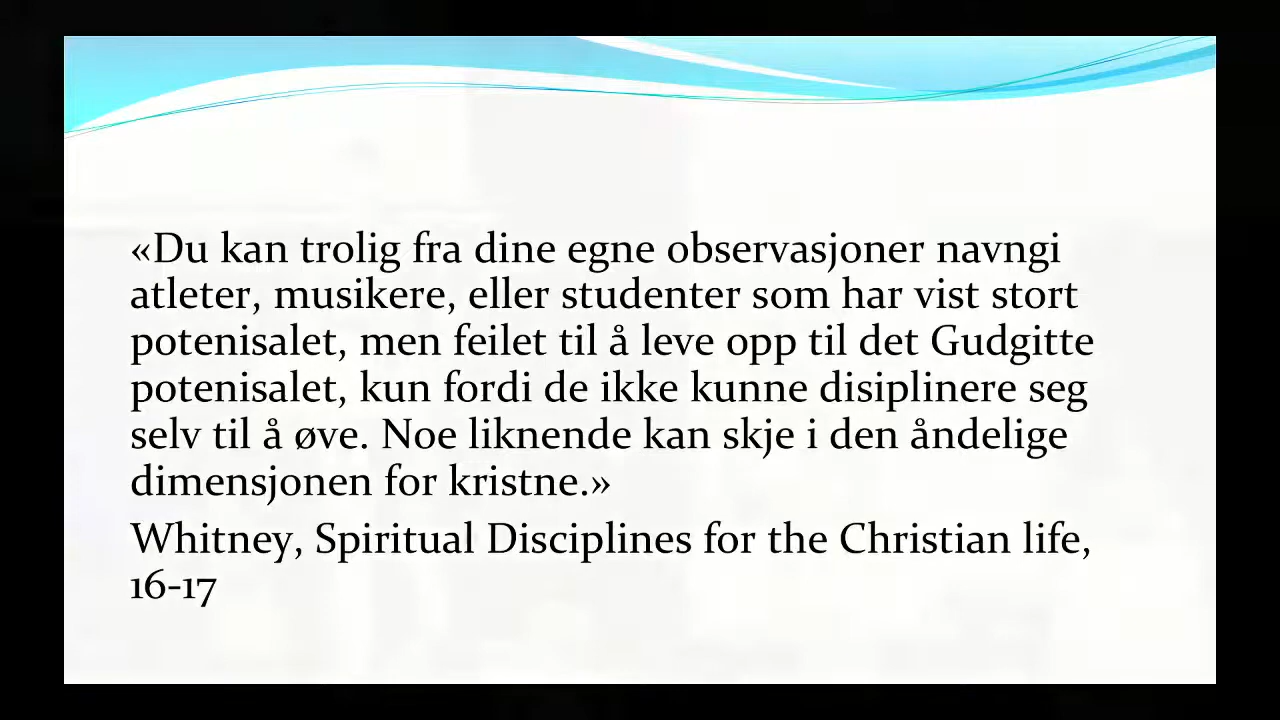 «Du kan trolig fra dine egne observasjoner navngi
atleter, musikere, eller studenter som har vist stort
potenisalet, men feilet til å leve opp til det Gudgitte
potenisalet, kun fordi de ikke kunne disiplinere seg
selv til å øve. Noe liknende kan skje i den åndelige
dimensjonen for kristne.»
Whitney, Spiritual Disciplines for the Christian life,
16-17